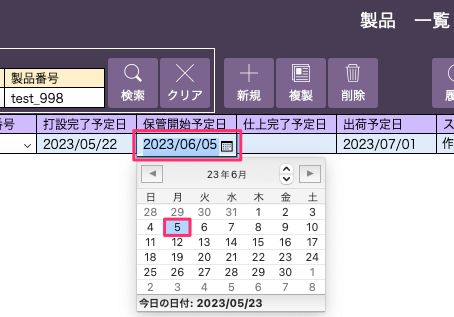 製品 一覧
製品番号
test_998
検索 クリア 新規 複製 削除
番号 打設完了予定日 保管開始予定日 仕上完了予定日 出荷予定日
2023/05/22 2023/06/05 2023/07/01 作
23年6月
日 月 火 水 木 金 土
28 29 30 31 1 2 3
4 5 6 7 8 9 10
11 12 13 14 15 16 17
18 19 20 21 22 23 24
25 26 27 28 29 30 1
2 3 4 5 6 7 8
今日の日付: 2023/05/23